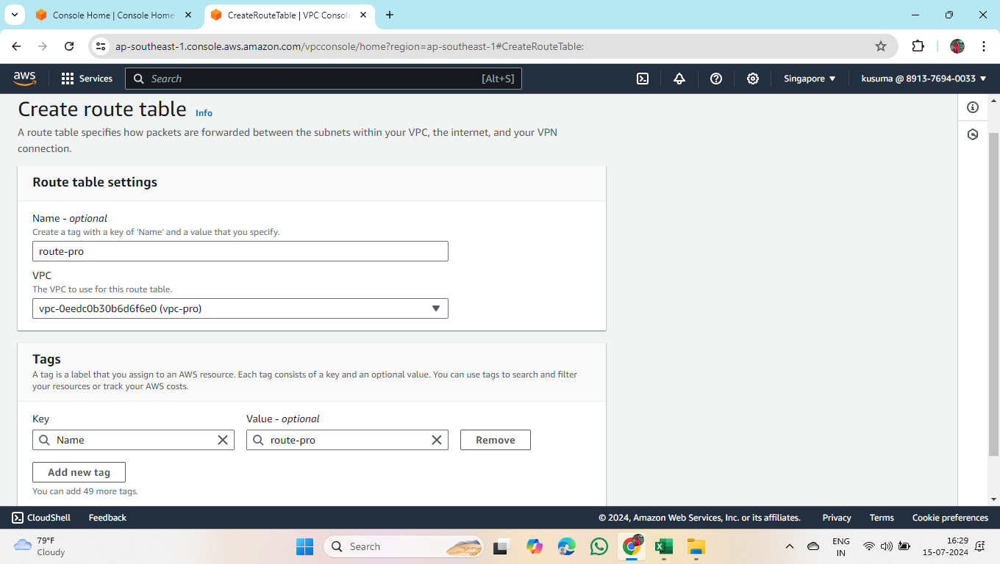 Console Home | Console Home
CreateRouteTable | VPC Console
ap-southeast-1.console.aws.amazon.com/vpcconsole/home?region=ap-southeast-1#CreateRouteTable:
aws
Services
Search
[Alt+S]
Singapore
kusuma @ 8913-7694-0033
Create route table Info
A route table specifies how packets are forwarded between the subnets within your VPC, the internet, and your VPN
connection.
Route table settings
Name - optional
Create a tag with a key of 'Name' and a value that you specify.
route-pro
VPC
The VPC to use for this route table.
vpc-0eedc0b30b6d6f6e0 (vpc-pro)
Tags
A tag is a label that you assign to an AWS resource. Each tag consists of a key and an optional value. You can use tags to search and filter
your resources or track your AWS costs.
Key
Value - optional
Name
route-pro
Remove
Add new tag
You can add 49 more tags.
CloudShell
Feedback
© 2024, Amazon Web Services, Inc. or its affiliates.
Privacy
Terms
Cookie preferences
79°F
Cloudy
Search
ENG
IN
16:29
15-07-2024